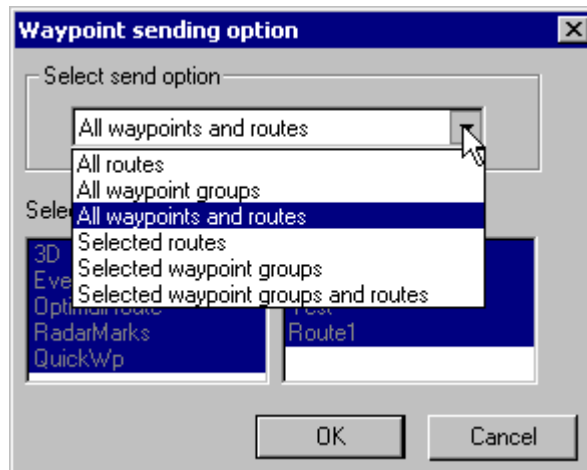 Waypoint sending option
Select send option
All waypoints and routes
All routes
All waypoint groups
All waypoints and routes
Selected routes
Selected waypoint groups
Selected waypoint groups and routes
3D
RadarMarks
Route1
QuickWp
OK Cancel